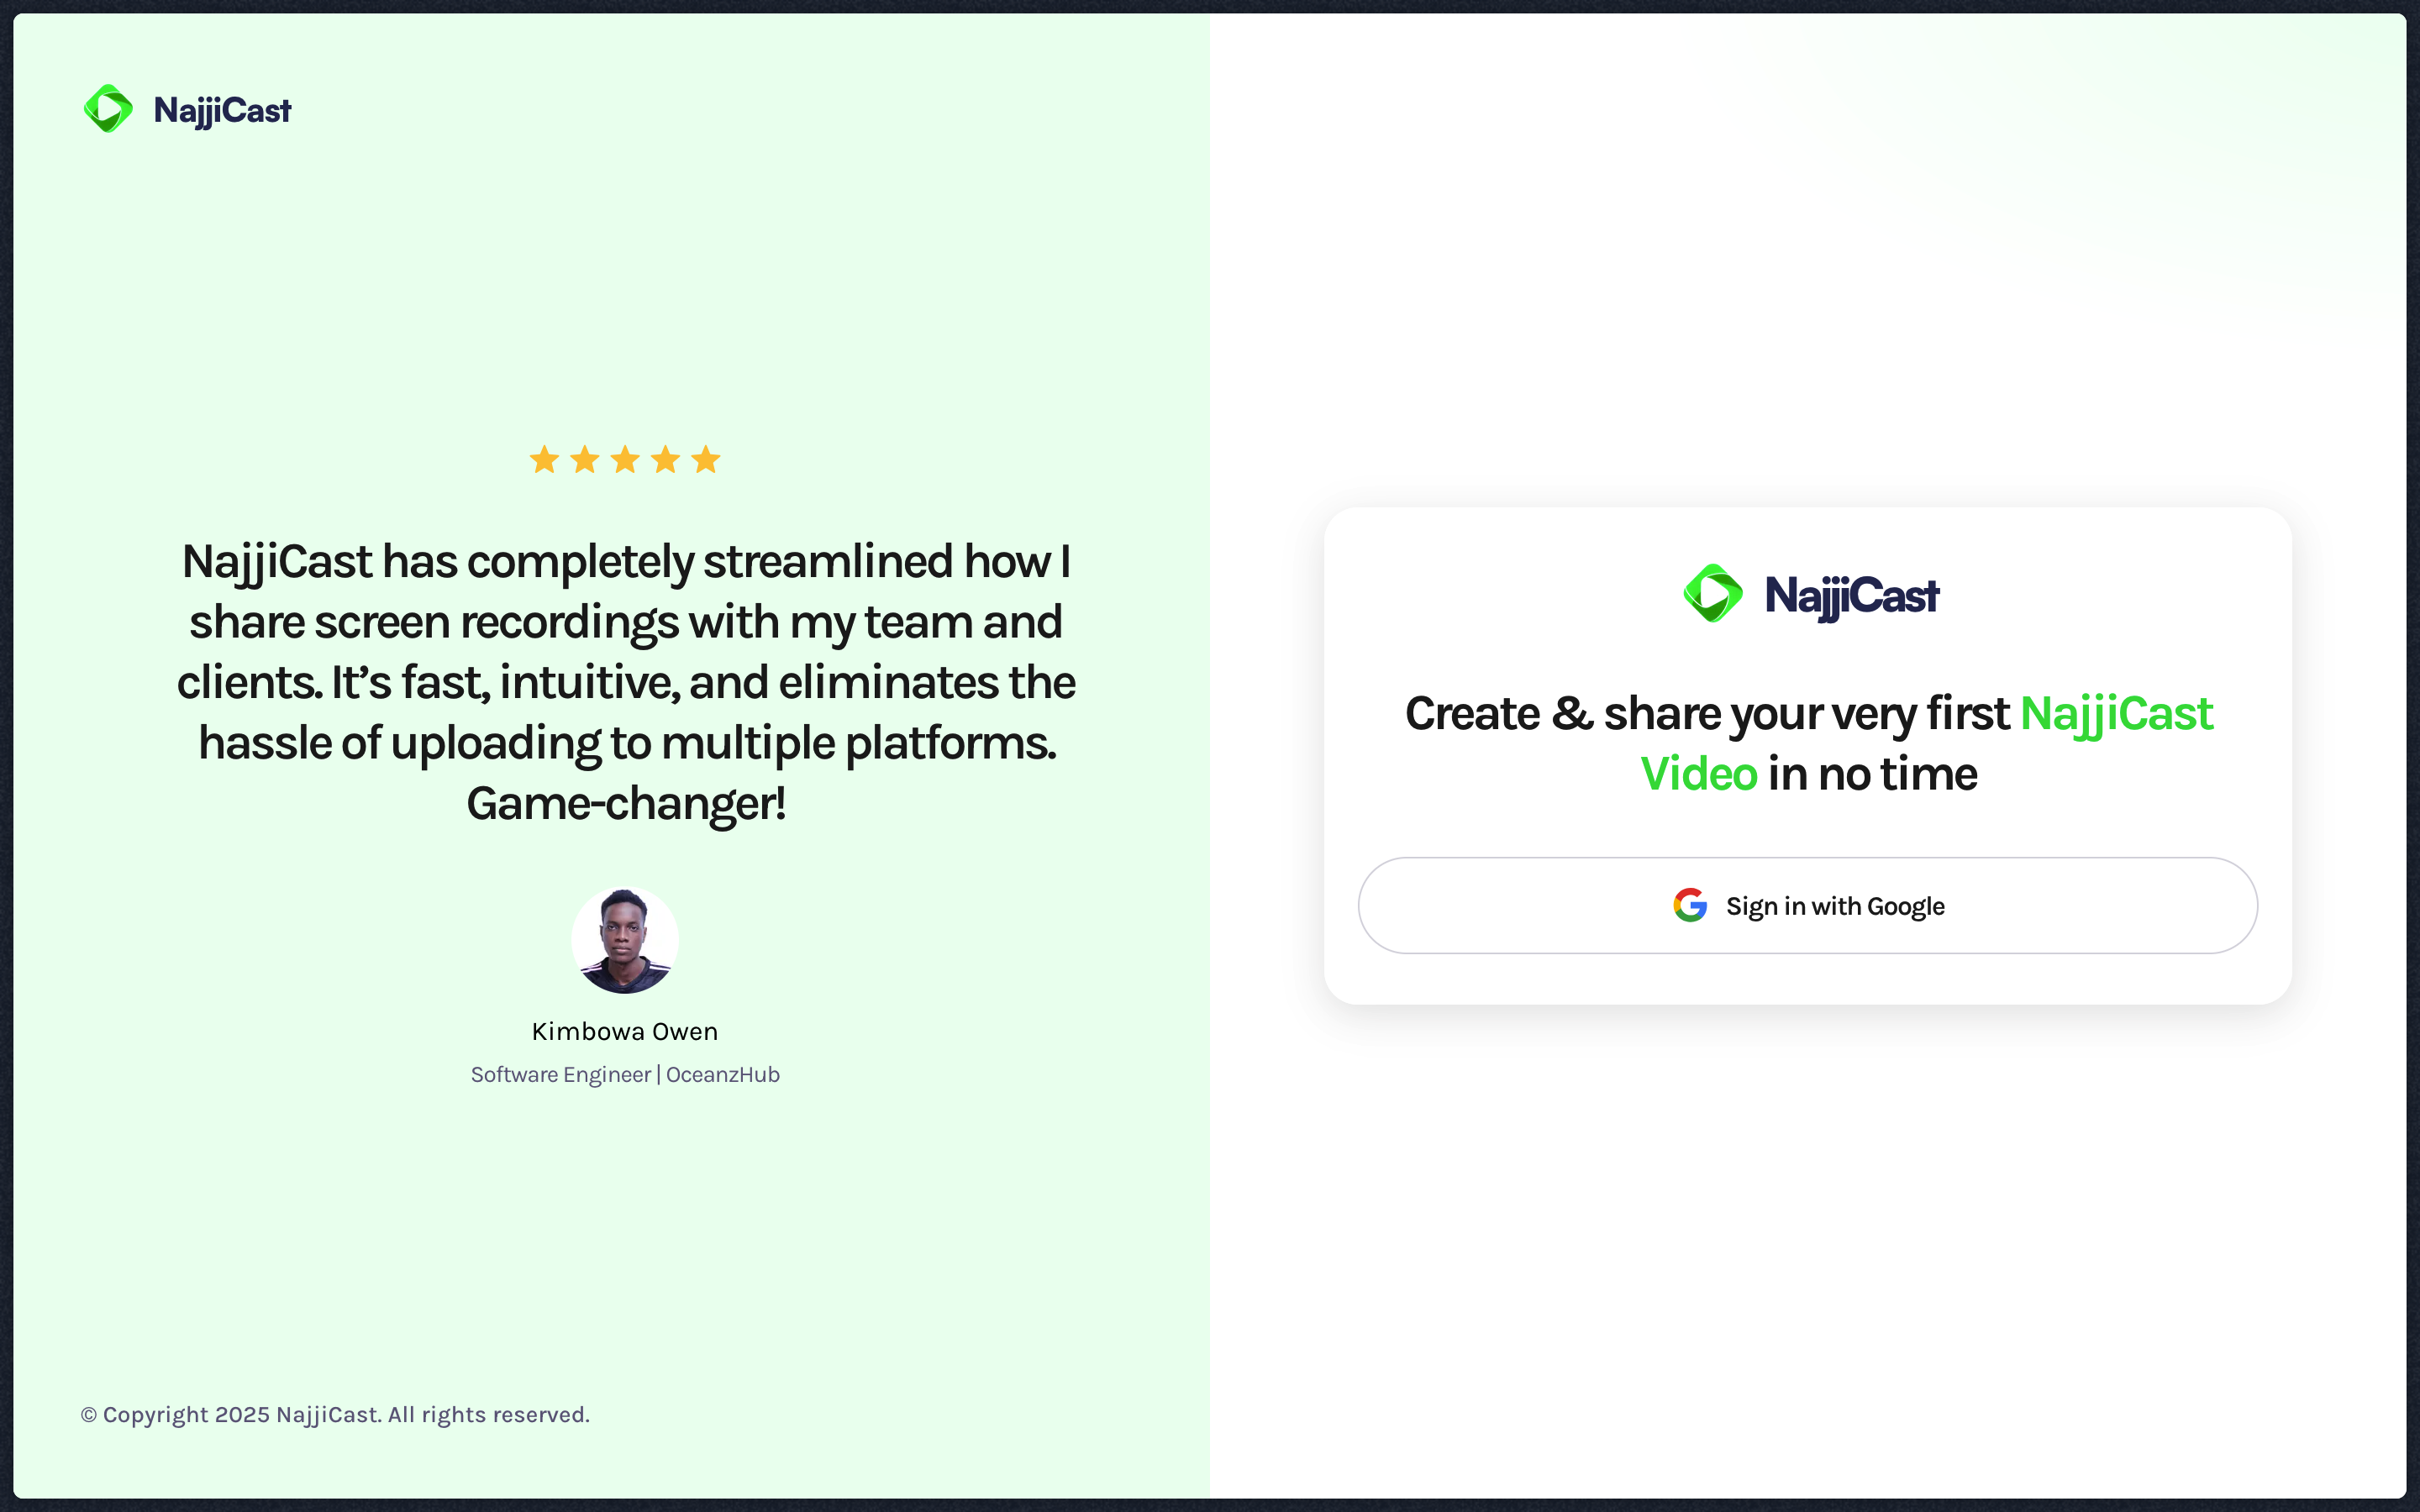 NajjiCast
NajjiCast has completely streamlined how I
share screen recordings with my team and
clients. It’s fast, intuitive, and eliminates the
hassle of uploading to multiple platforms.
Game-changer!
Kimbowa Owen
Software Engineer | OceanzHub
© Copyright 2025 NajjiCast. All rights reserved.
NajjiCast
Create & share your very first NajjiCast
Video in no time
Sign in with Google